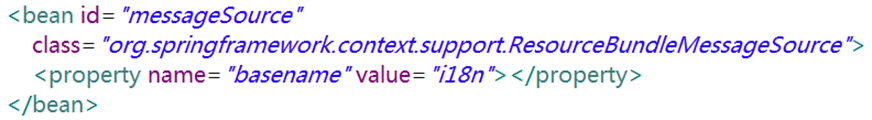 <bean id="messageSource"
class="org.springframework.context.support.ResourceBundleMessageSource">
<property name="basename" value="i18n"></property>
</bean>